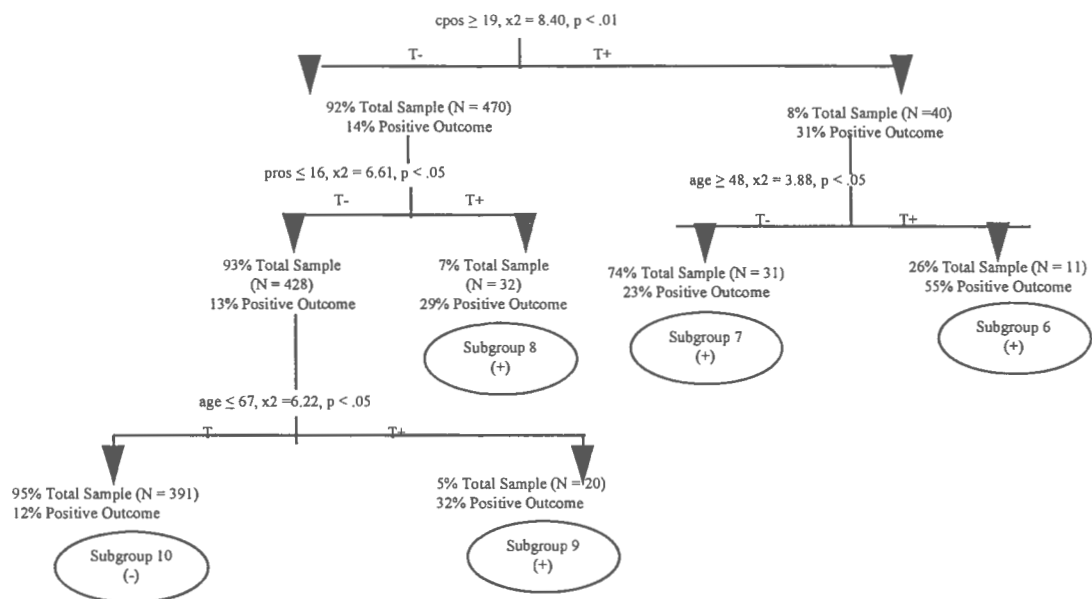 cpos ≥ 19, x2 = 8.40, p < .01
T-
T+
92% Total Sample (N = 470)
14% Positive Outcome
8% Total Sample (N =40)
31% Positive Outcome
pros ≤ 16, x2 = 6.61, p < .05
T-
T+
age ≥ 48, x2 = 3.88, p < .05
T-
T+
93% Total Sample
(N = 428)
13% Positive Outcome
7% Total Sample
(N = 32)
29% Positive Outcome
Subgroup 8
(+)
74% Total Sample (N = 31)
23% Positive Outcome
Subgroup 7
(+)
26% Total Sample (N = 11)
55% Positive Outcome
Subgroup 6
(+)
age ≤ 67, x2 =6.22, p < .05
T
T+
95% Total Sample (N = 391)
12% Positive Outcome
Subgroup 10
(-)
5% Total Sample (N = 20)
32% Positive Outcome
Subgroup 9
(+)